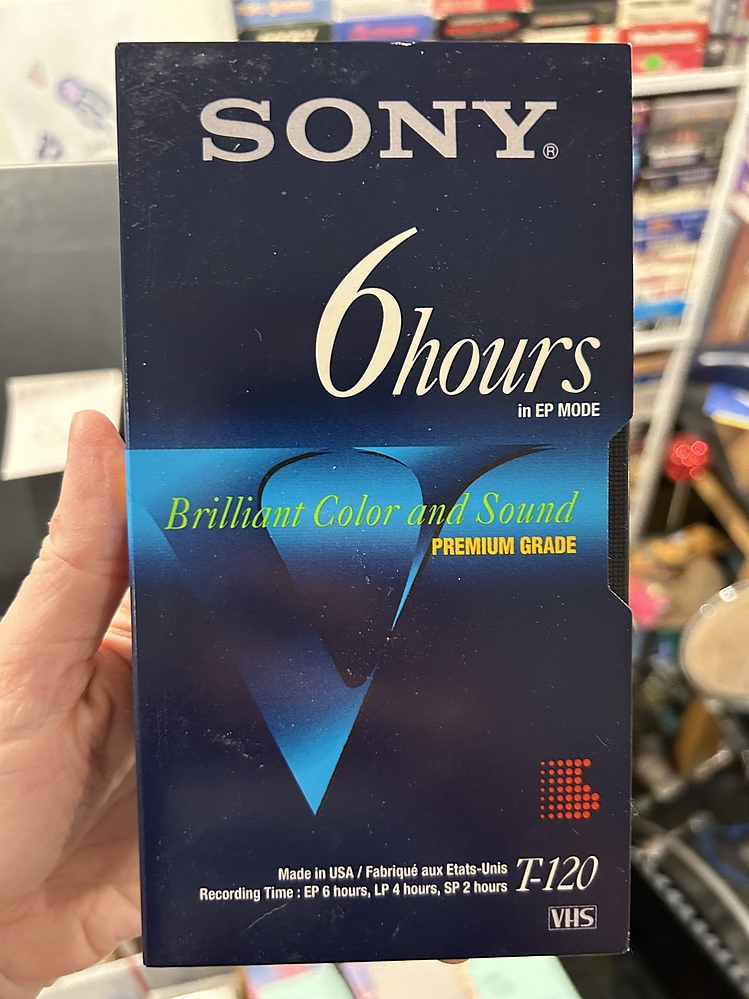 SONY®
6 hours
in EP MODE
Brilliant Color and Sound
PREMIUM GRADE
Made in USA / Fabriqué aux Etats-Unis
Recording Time : EP 6 hours, LP 4 hours, SP 2 hours
T-120
VHS